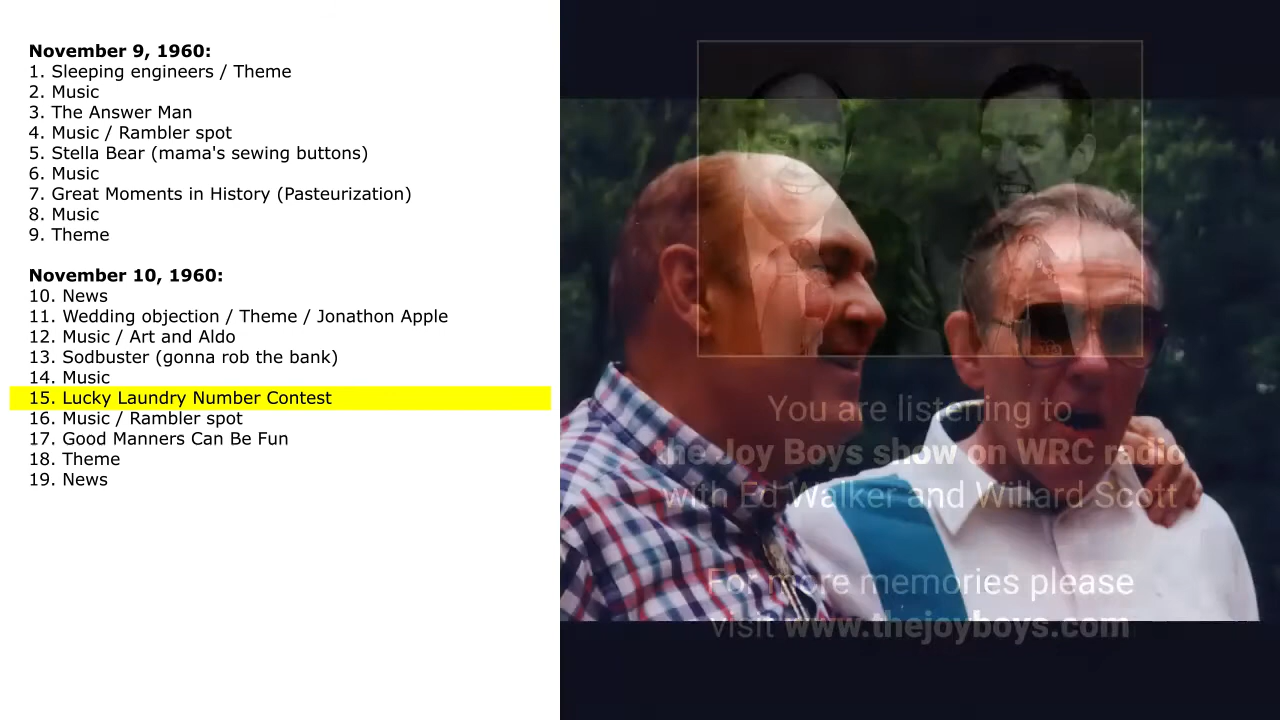 November 9, 1960:
1. Sleeping engineers / Theme
2. Music
3. The Answer Man
4. Music / Rambler spot
5. Stella Bear (mama's sewing buttons)
6. Music
7. Great Moments in History (Pasteurization)
8. Music
9. Theme
November 10, 1960:
10. News
11. Wedding objection / Theme / Jonathon Apple
12. Music / Art and Aldo
13. Sodbuster (gonna rob the bank)
14. Music
15. Lucky Laundry Number Contest
16. Music / Rambler spot
17. Good Manners Can Be Fun
18. Theme
19. News
You are listening to
the Joy Boys show on WRC radio
with Ed Walker and Willard Scott
For more memories please
visit www.thejoyboys.com